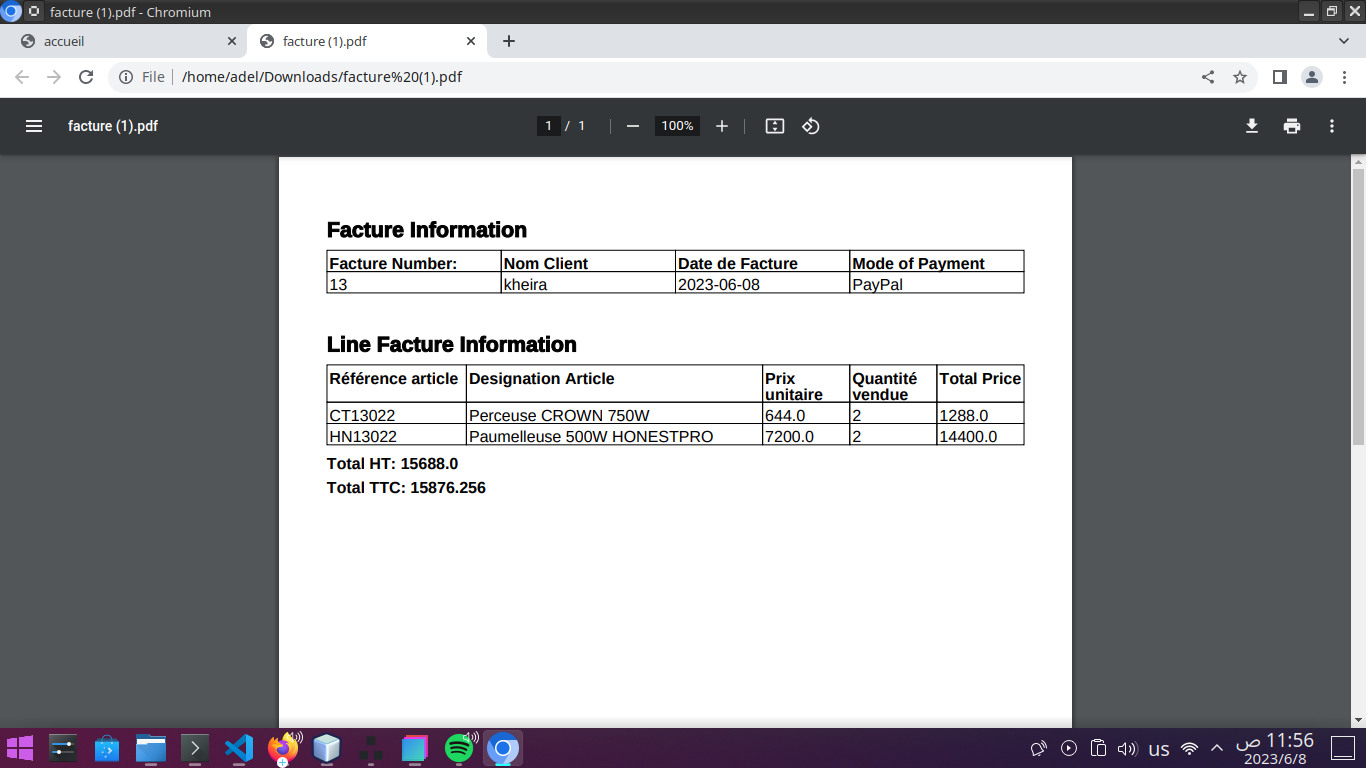 facture (1).pdf - Chromium
accueil
facture (1).pdf
File /home/adel/Downloads/facture%20(1).pdf
facture (1).pdf
1 / 1
100%
Facture Information
Facture Number: Nom Client Date de Facture Mode of Payment
13 kheira 2023-06-08 PayPal
Line Facture Information
Référence article Designation Article Prix unitaire Quantité vendue Total Price
CT13022 Perceuse CROWN 750W 644.0 2 1288.0
HN13022 Paumelleuse 500W HONESTPRO 7200.0 2 14400.0
Total HT: 15688.0
Total TTC: 15876.256
us
11:56 ص
2023/6/8